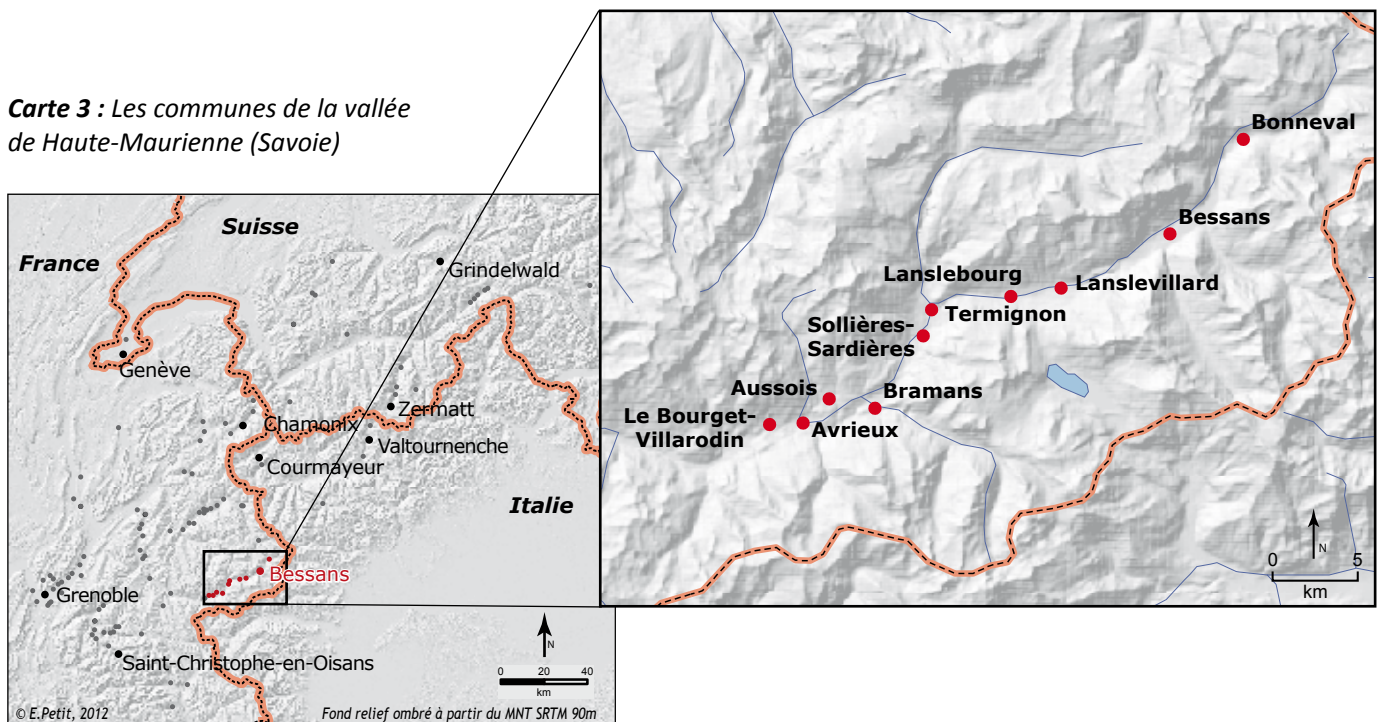 Carte 3 : Les communes de la vallée
de Haute-Maurienne (Savoie)
Suisse
France
Grindelwald
Genève
Zermatt
Chamonix
Valtournenche
Courmayeur
Italie
Bessans
Grenoble
Saint-Christophe-en-Oisans
N
0 20 40
km
© E.Petit, 2012
Fond relief ombré à partir du MNT SRTM 90m
Bonneval
Bessans
Lanslebourg
Lanslevillard
Termignon
Sollières-
Sardières
Aussois
Bramans
Le Bourget-
Villarodin
Avrieux
N
0 5
km